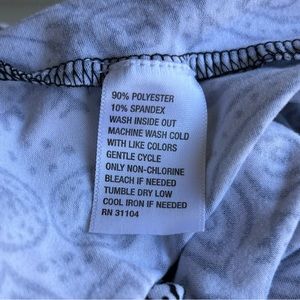 90% POLYESTER
10% SPANDEX
WASH INSIDE OUT
MACHINE WASH COLD
WITH LIKE COLORS
GENTLE CYCLE
ONLY NON-CHLORINE
BLEACH IF NEEDED
TUMBLE DRY LOW
COOL IRON IF NEEDED
RN 31104